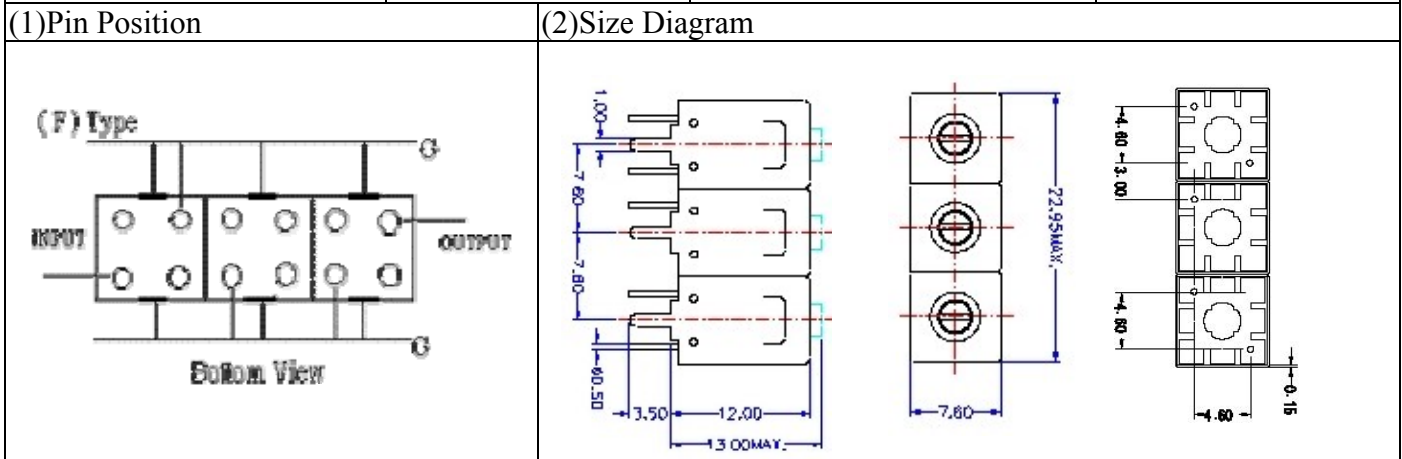 (1)Pin Position
(2)Size Diagram
(F) Type
G
INPUT
OUTPUT
G
Bottom View
1.00
7.60
7.60
ø0.50
3.50
12.00
13.00MAX.
22.95MAX.
7.60
4.60
3.00
4.60
4.60
0.15